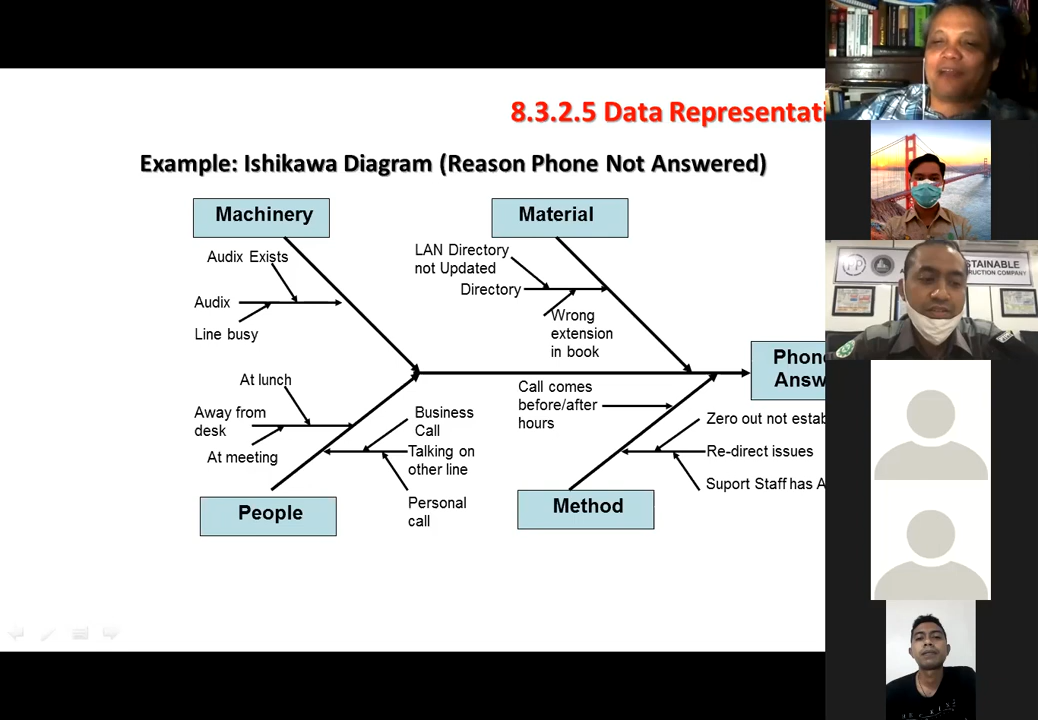 8.3.2.5 Data Representati
Example: Ishikawa Diagram (Reason Phone Not Answered)
Machinery
Material
Audix Exists
Audix
Line busy
LAN Directory
not Updated
Directory
Wrong
extension
in book
Phon
Answ
At lunch
Away from
desk
At meeting
Business
Call
Talking on
other line
Personal
call
Call comes
before/after
hours
Zero out not estab
Re-direct issues
Suport Staff has A
People
Method
STAINABLE
RUCTION COMPANY